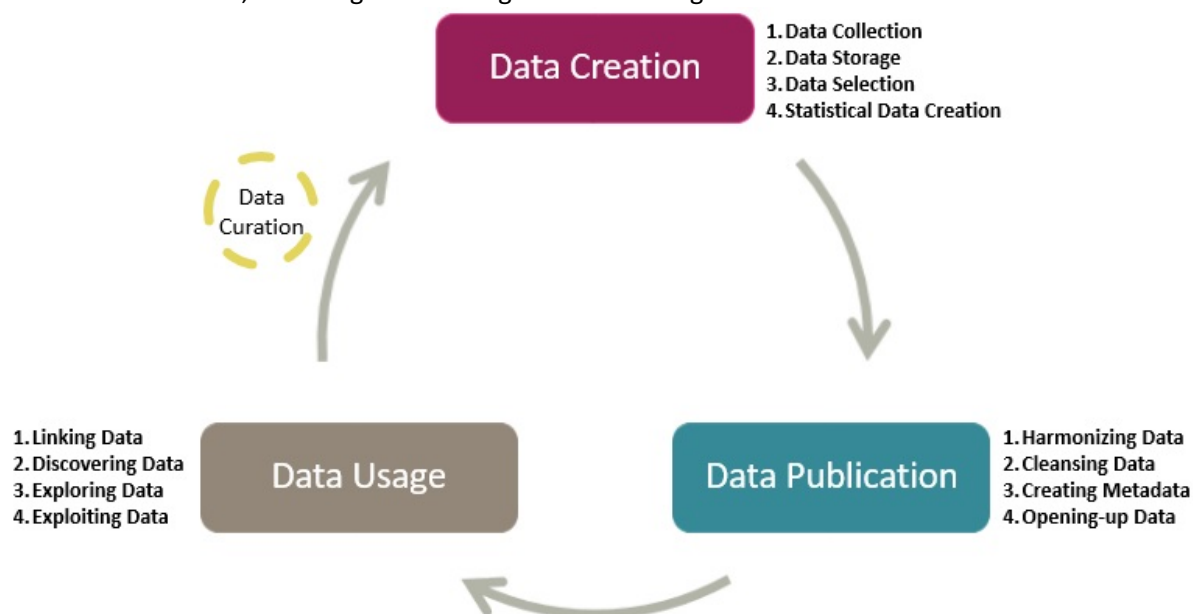 Data Creation
1. Data Collection
2. Data Storage
3. Data Selection
4. Statistical Data Creation
Data
Curation
1. Linking Data
2. Discovering Data
3. Exploring Data
4. Exploiting Data
Data Usage
Data Publication
1. Harmonizing Data
2. Cleansing Data
3. Creating Metadata
4. Opening-up Data